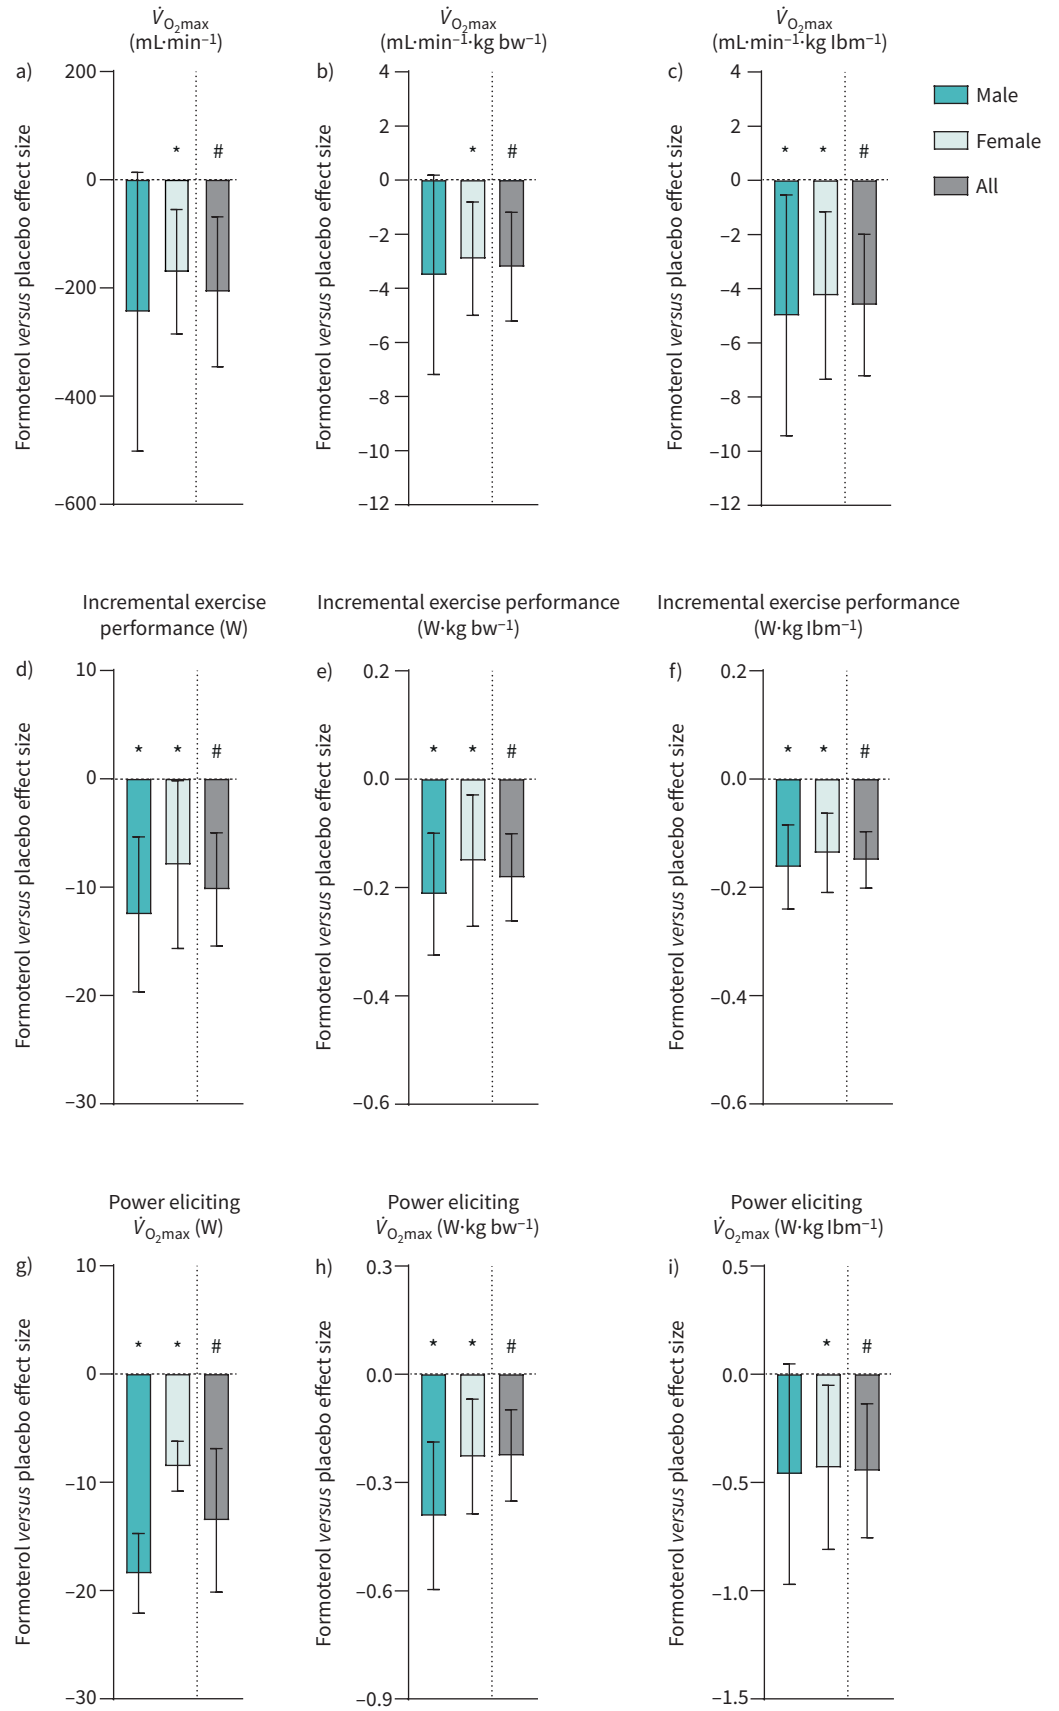 V̇O₂max
(mL·min⁻¹)
V̇O₂max
(mL·min⁻¹·kg bw⁻¹)
V̇O₂max
(mL·min⁻¹·kg lbm⁻¹)
a)
Formoterol versus placebo effect size
200
0
–200
–400
–600
*
#
b)
Formoterol versus placebo effect size
4
2
0
–2
–4
–6
–8
–10
–12
*
#
c)
Formoterol versus placebo effect size
4
2
0
–2
–4
–6
–8
–10
–12
*
*
#
Male
Female
All
Incremental exercise
performance (W)
Incremental exercise performance
(W·kg bw⁻¹)
Incremental exercise performance
(W·kg lbm⁻¹)
d)
Formoterol versus placebo effect size
10
0
–10
–20
–30
*
*
#
e)
Formoterol versus placebo effect size
0.2
0.0
–0.2
–0.4
–0.6
*
*
#
f)
Formoterol versus placebo effect size
0.2
0.0
–0.2
–0.4
–0.6
*
*
#
Power eliciting
V̇O₂max (W)
Power eliciting
V̇O₂max (W·kg bw⁻¹)
Power eliciting
V̇O₂max (W·kg lbm⁻¹)
g)
Formoterol versus placebo effect size
10
0
–10
–20
–30
*
*
#
h)
Formoterol versus placebo effect size
0.3
0.0
–0.3
–0.6
–0.9
*
*
#
i)
Formoterol versus placebo effect size
0.5
0.0
–0.5
–1.0
–1.5
*
#